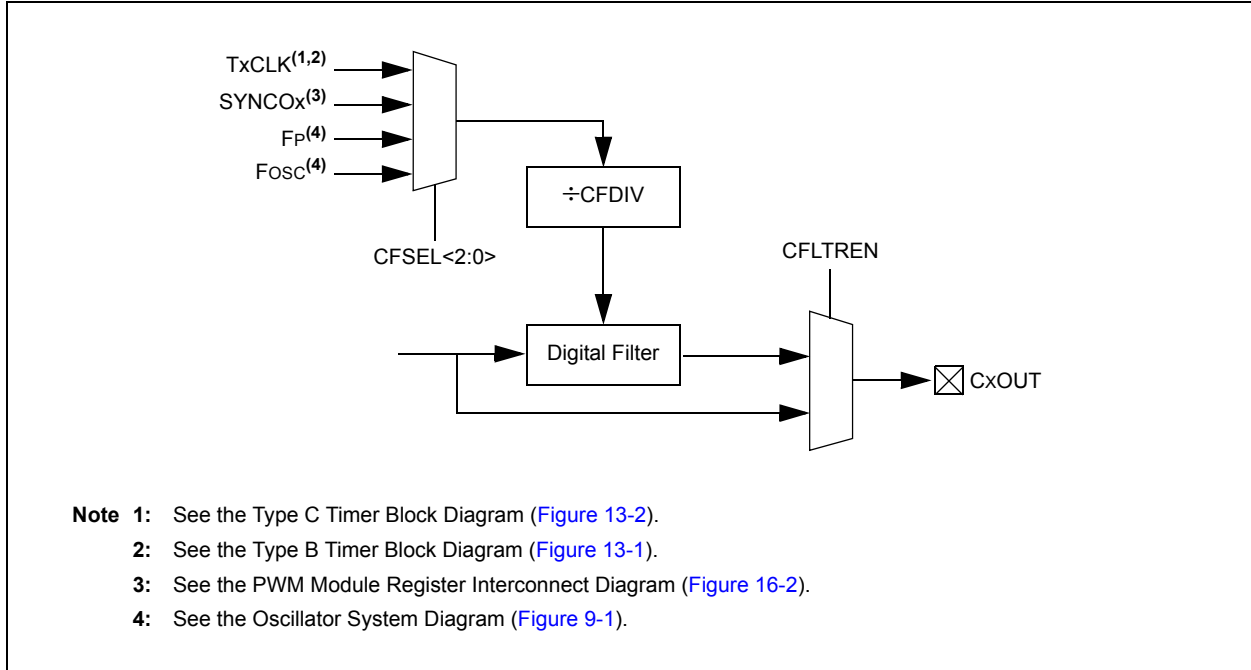 TxCLK(1,2)
SYNCOx(3)
FP(4)
FOSC(4)
÷CFDIV
CFSEL<2:0>
CFLTREN
Digital Filter
CxOUT
Note 1: See the Type C Timer Block Diagram (Figure 13-2).
2: See the Type B Timer Block Diagram (Figure 13-1).
3: See the PWM Module Register Interconnect Diagram (Figure 16-2).
4: See the Oscillator System Diagram (Figure 9-1).